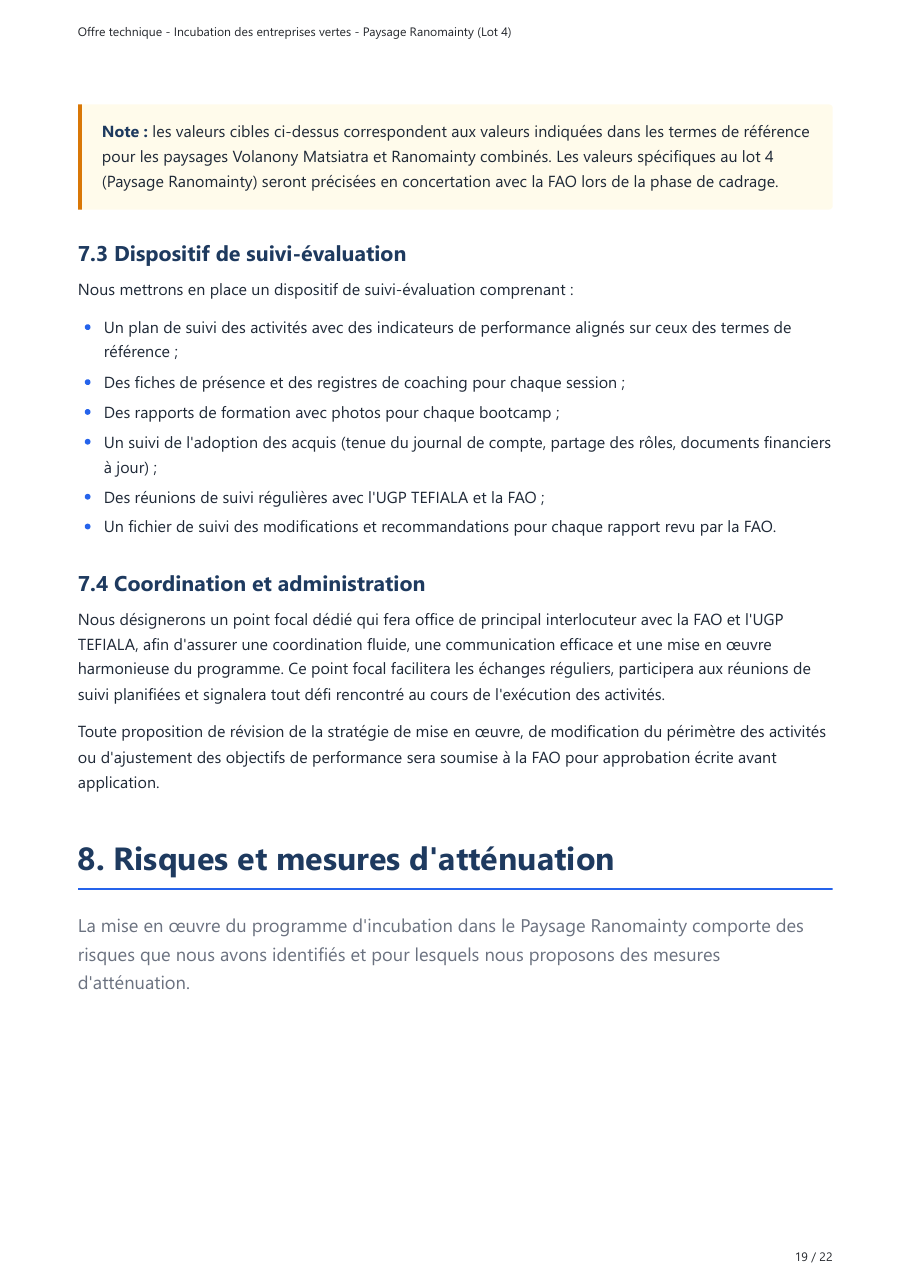 Offre technique - Incubation des entreprises vertes - Paysage Ranomainty (Lot 4)
Note : les valeurs cibles ci-dessus correspondent aux valeurs indiquées dans les termes de référence
pour les paysages Volanony Matsiatra et Ranomainty combinés. Les valeurs spécifiques au lot 4
(Paysage Ranomainty) seront précisées en concertation avec la FAO lors de la phase de cadrage.
7.3 Dispositif de suivi-évaluation
Nous mettrons en place un dispositif de suivi-évaluation comprenant :
• Un plan de suivi des activités avec des indicateurs de performance alignés sur ceux des termes de
référence ;
• Des fiches de présence et des registres de coaching pour chaque session ;
• Des rapports de formation avec photos pour chaque bootcamp ;
• Un suivi de l'adoption des acquis (tenue du journal de compte, partage des rôles, documents financiers
à jour) ;
• Des réunions de suivi régulières avec l'UGP TEFIALA et la FAO ;
• Un fichier de suivi des modifications et recommandations pour chaque rapport revu par la FAO.
7.4 Coordination et administration
Nous désignerons un point focal dédié qui fera office de principal interlocuteur avec la FAO et l'UGP
TEFIALA, afin d'assurer une coordination fluide, une communication efficace et une mise en œuvre
harmonieuse du programme. Ce point focal facilitera les échanges réguliers, participera aux réunions de
suivi planifiées et signalera tout défi rencontré au cours de l'exécution des activités.
Toute proposition de révision de la stratégie de mise en œuvre, de modification du périmètre des activités
ou d'ajustement des objectifs de performance sera soumise à la FAO pour approbation écrite avant
application.
8. Risques et mesures d'atténuation
La mise en œuvre du programme d'incubation dans le Paysage Ranomainty comporte des
risques que nous avons identifiés et pour lesquels nous proposons des mesures
d'atténuation.
19 / 22